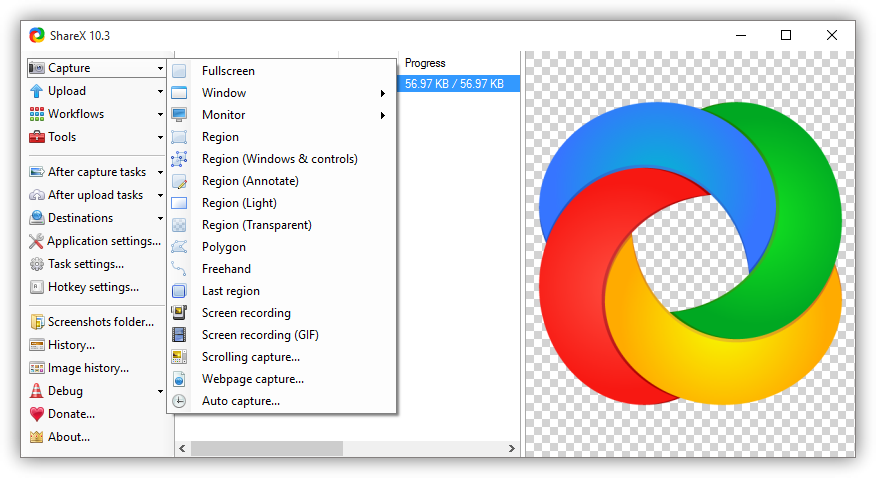 ShareX 10.3
Capture
Upload
Workflows
Tools
After capture tasks
After upload tasks
Destinations
Application settings...
Task settings...
Hotkey settings...
Screenshots folder...
History...
Image history...
Debug
Donate...
About...
Fullscreen
Window
Monitor
Region
Region (Windows & controls)
Region (Annotate)
Region (Light)
Region (Transparent)
Polygon
Freehand
Last region
Screen recording
Screen recording (GIF)
Scrolling capture...
Webpage capture...
Auto capture...
Progress
56.97 KB / 56.97 KB